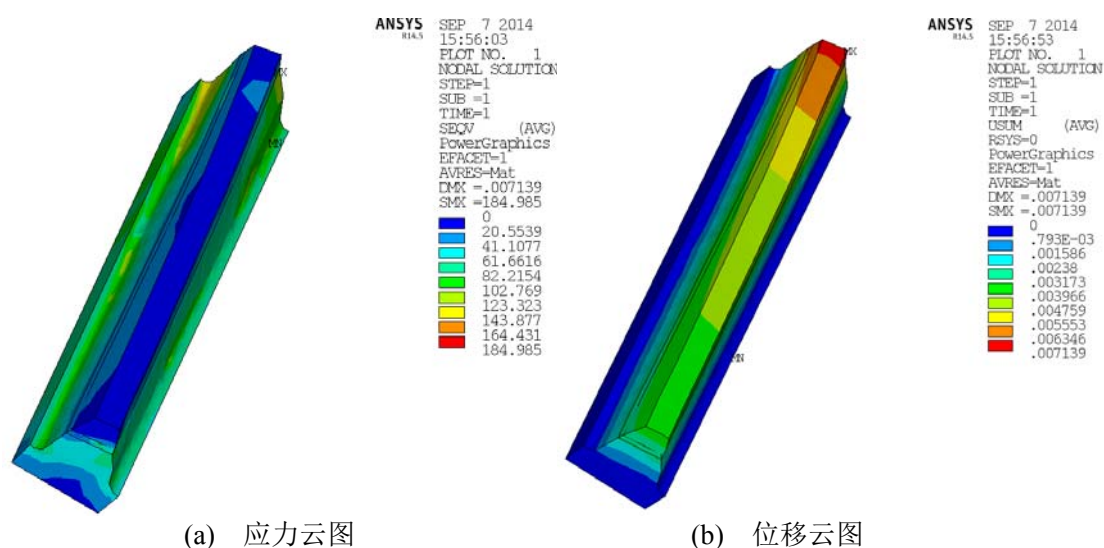 ANSYS
R14.5
SEP 7 2014
15:56:03
PLOT NO. 1
NODAL SOLUTION
STEP=1
SUB =1
TIME=1
SEQV (AVG)
PowerGraphics
EFACET=1
AVRES=Mat
DMX =.007139
SMX =184.985
0
20.5539
41.1077
61.6616
82.2154
102.769
123.323
143.877
164.431
184.985
MX
MN
(a) 应力云图
ANSYS
R14.5
SEP 7 2014
15:56:53
PLOT NO. 1
NODAL SOLUTION
STEP=1
SUB =1
TIME=1
USUM (AVG)
RSYS=0
PowerGraphics
EFACET=1
AVRES=Mat
DMX =.007139
SMX =.007139
0
.793E-03
.001586
.00238
.003173
.003966
.004759
.005553
.006346
.007139
MX
MN
(b) 位移云图